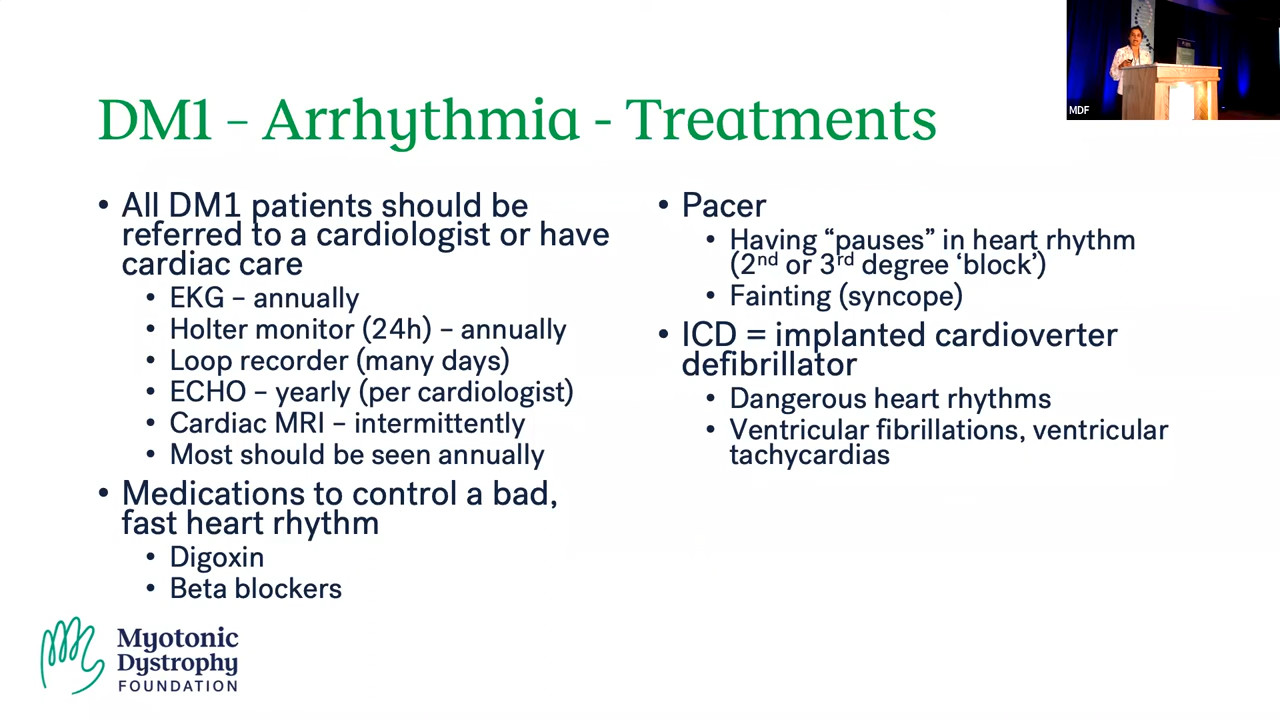 DM1 – Arrhythmia - Treatments
• All DM1 patients should be
referred to a cardiologist or have
cardiac care
• EKG – annually
• Holter monitor (24h) – annually
• Loop recorder (many days)
• ECHO – yearly (per cardiologist)
• Cardiac MRI – intermittently
• Most should be seen annually
• Medications to control a bad,
fast heart rhythm
• Digoxin
• Beta blockers
• Pacer
• Having “pauses” in heart rhythm
(2nd or 3rd degree ‘block’)
• Fainting (syncope)
• ICD = implanted cardioverter
defibrillator
• Dangerous heart rhythms
• Ventricular fibrillations, ventricular
tachycardias
MDF
Myotonic
Dystrophy
FOUNDATION